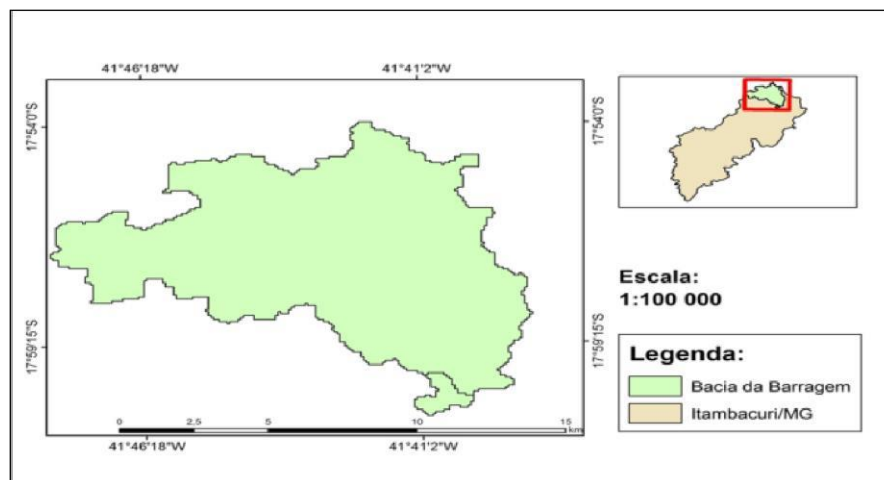 41°46'18"W 41°41'2"W
17°54'0"S 17°54'0"S
17°59'15"S 17°59'15"S
0 2,5 5 10 15
km
41°46'18"W 41°41'2"W
Escala:
1:100 000
Legenda:
Bacia da Barragem
Itambacuri/MG